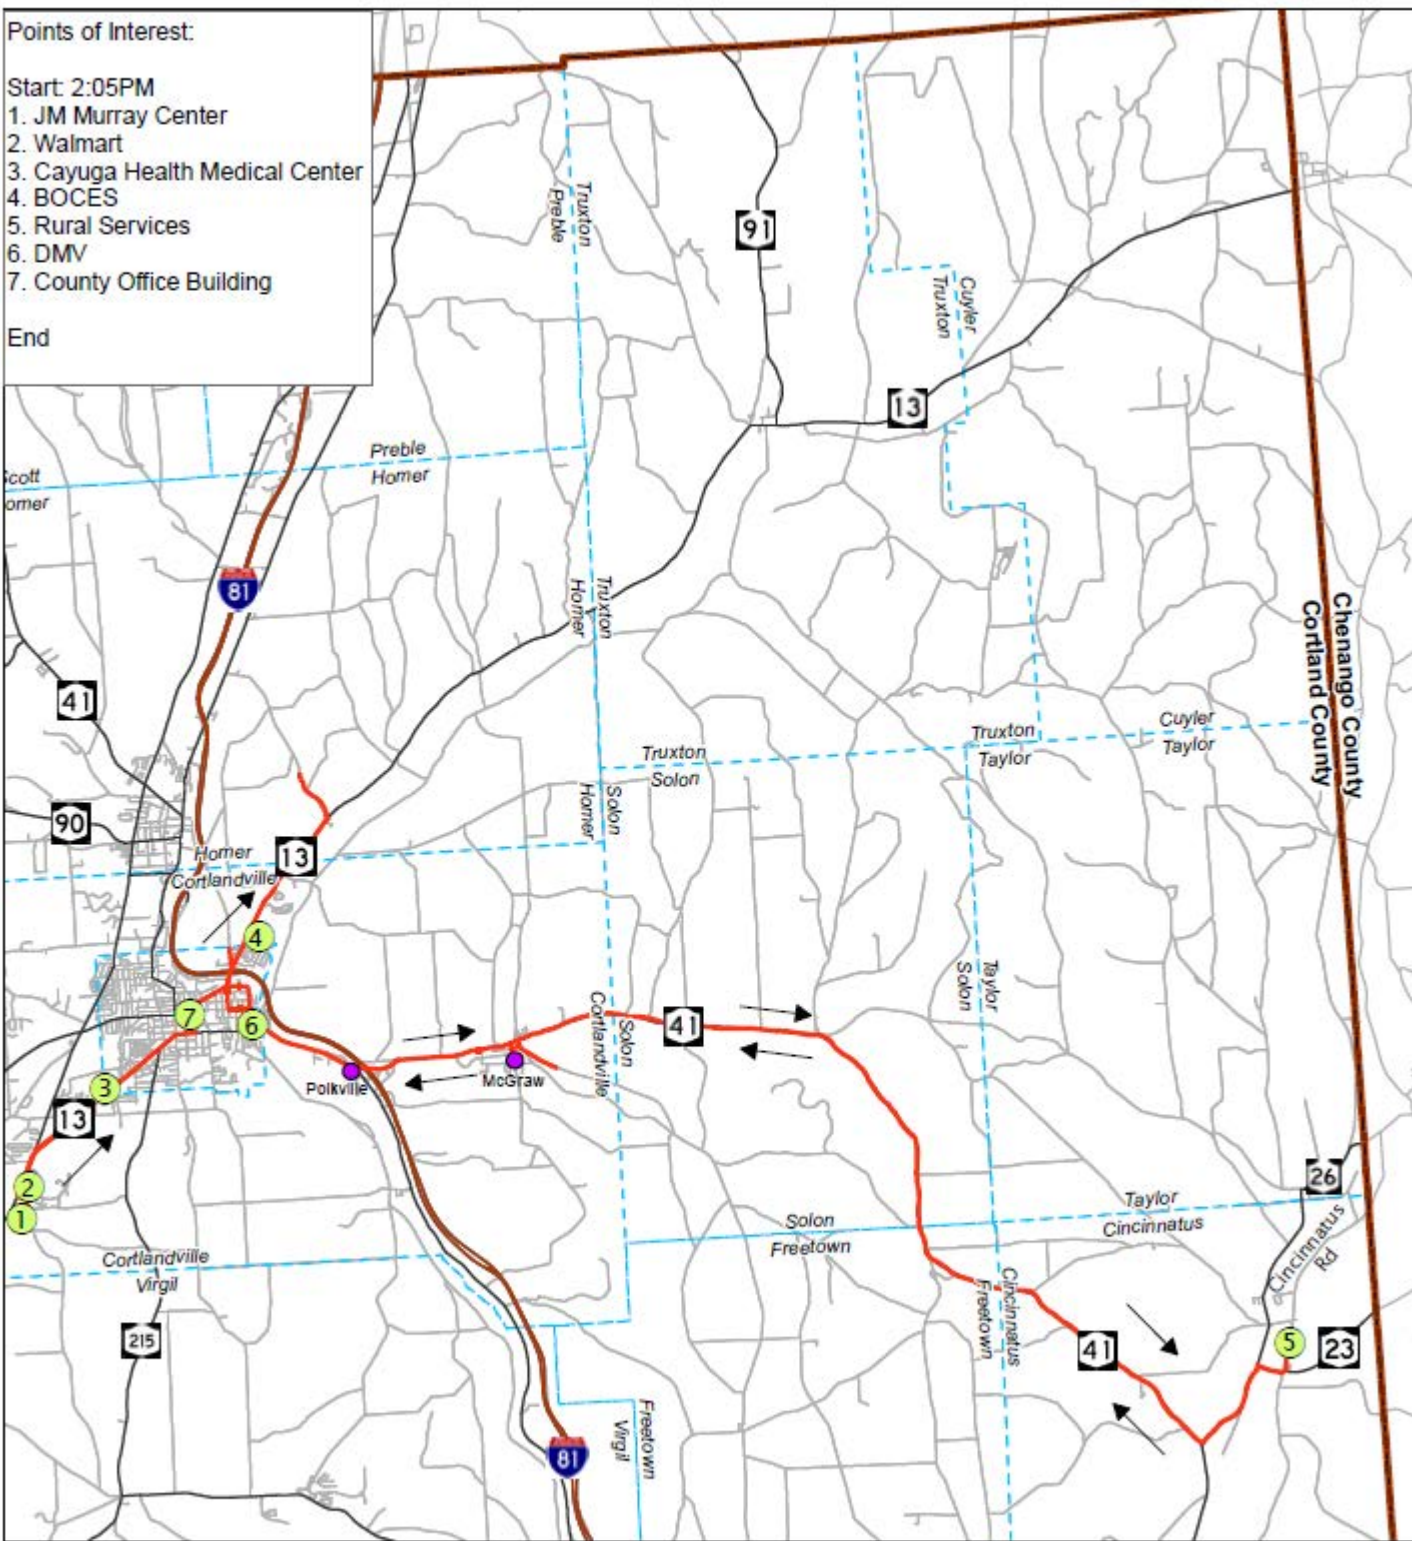 Points of Interest:
Start: 2:05PM
1. JM Murray Center
2. Walmart
3. Cayuga Health Medical Center
4. BOCES
5. Rural Services
6. DMV
7. County Office Building
End
Truxton
Preble
91
Cuyler
Truxton
13
Preble
Homer
Scott
omer
81
Truxton
Homer
Chenango County
Cortland County
41
Cuyler
Taylor
Truxton
Taylor
Truxton
Solon
Solon
Homer
90
13
Homer
Cortlandville
4
Taylor
Solon
7
6
41
Solon
Cortlandville
Polkville
McGraw
3
13
2
1
26
Taylor
Cincinnatus
Cincinnatus
Rd
Solon
Freetown
Cortlandville
Virgil
Cincinnatus
Freetown
215
41
5
23
Freetown
Virgil
81